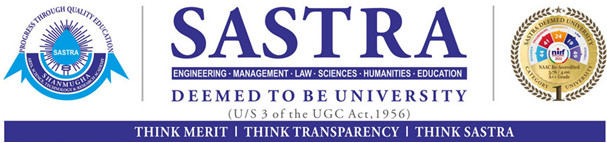 PROGRESS THROUGH QUALITY EDUCATION
SASTRA
SHANMUGHA
SASTRA
ENGINEERING · MANAGEMENT · LAW · SCIENCES · HUMANITIES · EDUCATION
DEEMED TO BE UNIVERSITY
(U/S 3 of the UGC Act,1956)
SASTRA DEEMED UNIVERSITY
nirf
NAAC Re-Accredited
A++ Grade
CATEGORY 1 UNIVERSITY
THINK MERIT | THINK TRANSPARENCY | THINK SASTRA